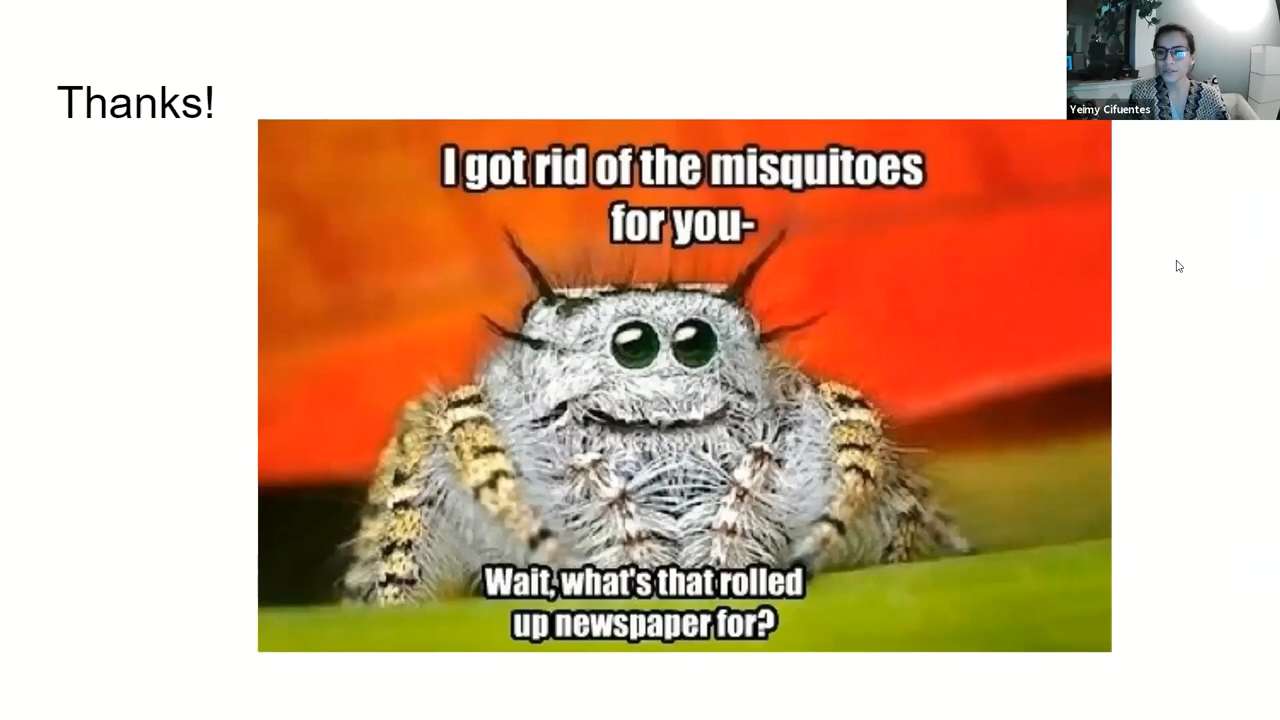 Thanks!
Yeimy Cifuentes
I got rid of the misquitoes
for you-
Wait, what's that rolled
up newspaper for?